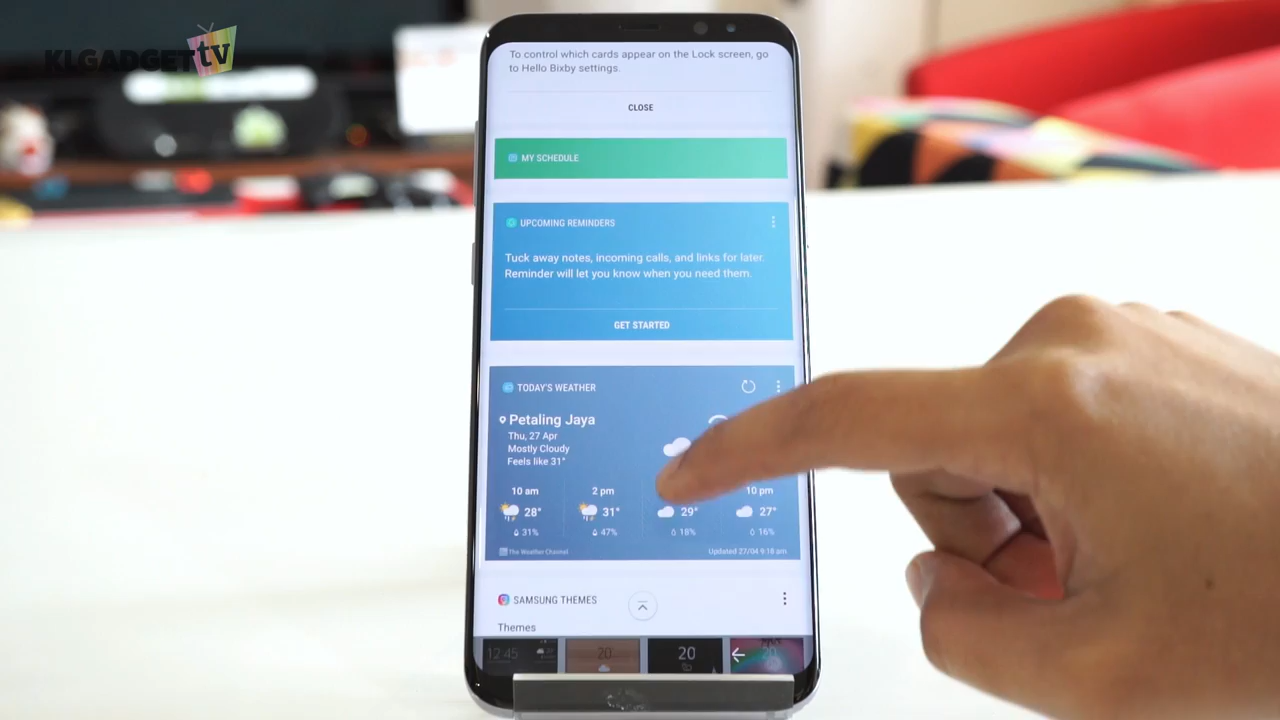 KLGADGET tv
To control which cards appear on the Lock screen, go
to Hello Bixby settings.
CLOSE
MY SCHEDULE
UPCOMING REMINDERS
Tuck away notes, incoming calls, and links for later.
Reminder will let you know when you need them.
GET STARTED
TODAY'S WEATHER
Petaling Jaya
Thu, 27 Apr
Mostly Cloudy
Feels like 31°
10 am 2 pm 10 pm
28° 31° 29° 27°
31% 47% 18% 16%
The Weather Channel Updated 27/04 9:18 am
SAMSUNG THEMES
Themes
12:45 20 20 20